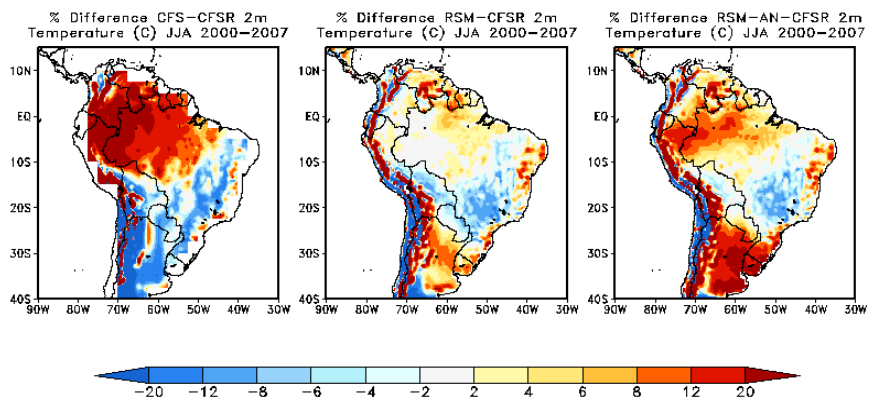 % Difference CFS-CFSR 2m
Temperature (C) JJA 2000-2007
% Difference RSM-CFSR 2m
Temperature (C) JJA 2000-2007
% Difference RSM-AN-CFSR 2m
Temperature (C) JJA 2000-2007
10N
EQ
10S
20S
30S
40S
90W 80W 70W 60W 50W 40W 30W
10N
EQ
10S
20S
30S
40S
90W 80W 70W 60W 50W 40W 30W
10N
EQ
10S
20S
30S
40S
90W 80W 70W 60W 50W 40W 30W
-20 -12 -8 -6 -4 -2 2 4 6 8 12 20